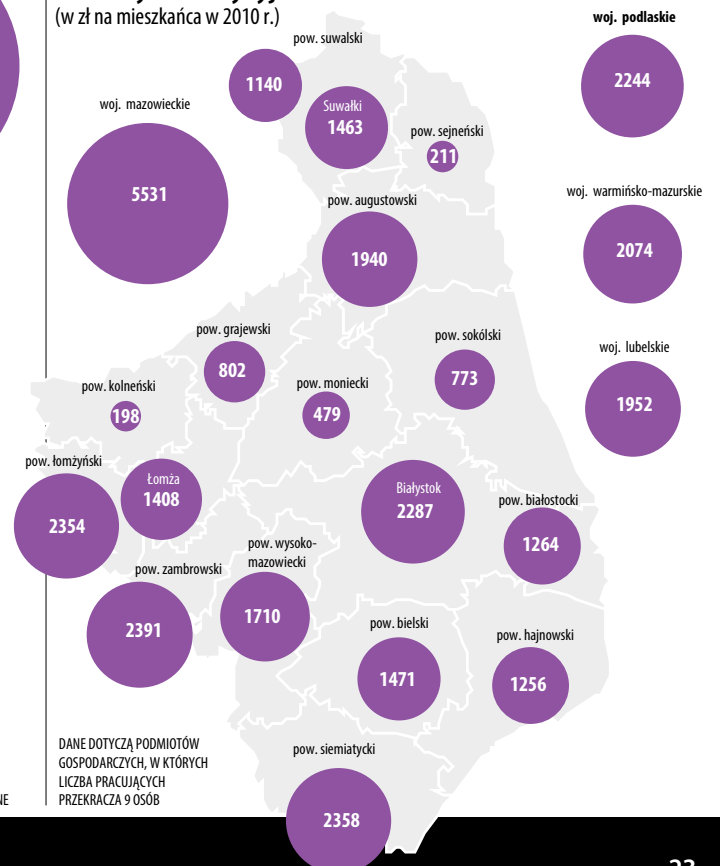 (w zł na mieszkańca w 2010 r.)
woj. podlaskie
2244
pow. suwalski
1140
Suwałki
1463
woj. mazowieckie
5531
pow. sejneński
211
woj. warmińsko-mazurskie
2074
pow. augustowski
1940
pow. grajewski
802
pow. sokólski
773
woj. lubelskie
1952
pow. kolneński
198
pow. moniecki
479
pow. łomżyński
2354
Łomża
1408
Białystok
2287
pow. białostocki
1264
pow. wysoko-
mazowiecki
1710
pow. zambrowski
2391
pow. bielski
1471
pow. hajnowski
1256
pow. siemiatycki
2358
DANE DOTYCZĄ PODMIOTÓW
GOSPODARCZYCH, W KTÓRYCH
LICZBA PRACUJĄCYCH
PRZEKRACZA 9 OSÓB
NE